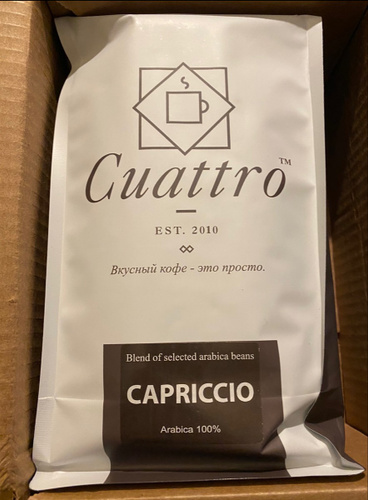 Cuattro™
EST. 2010
Вкусный кофе - это просто.
Blend of selected arabica beans
CAPRICCIO
Arabica 100%